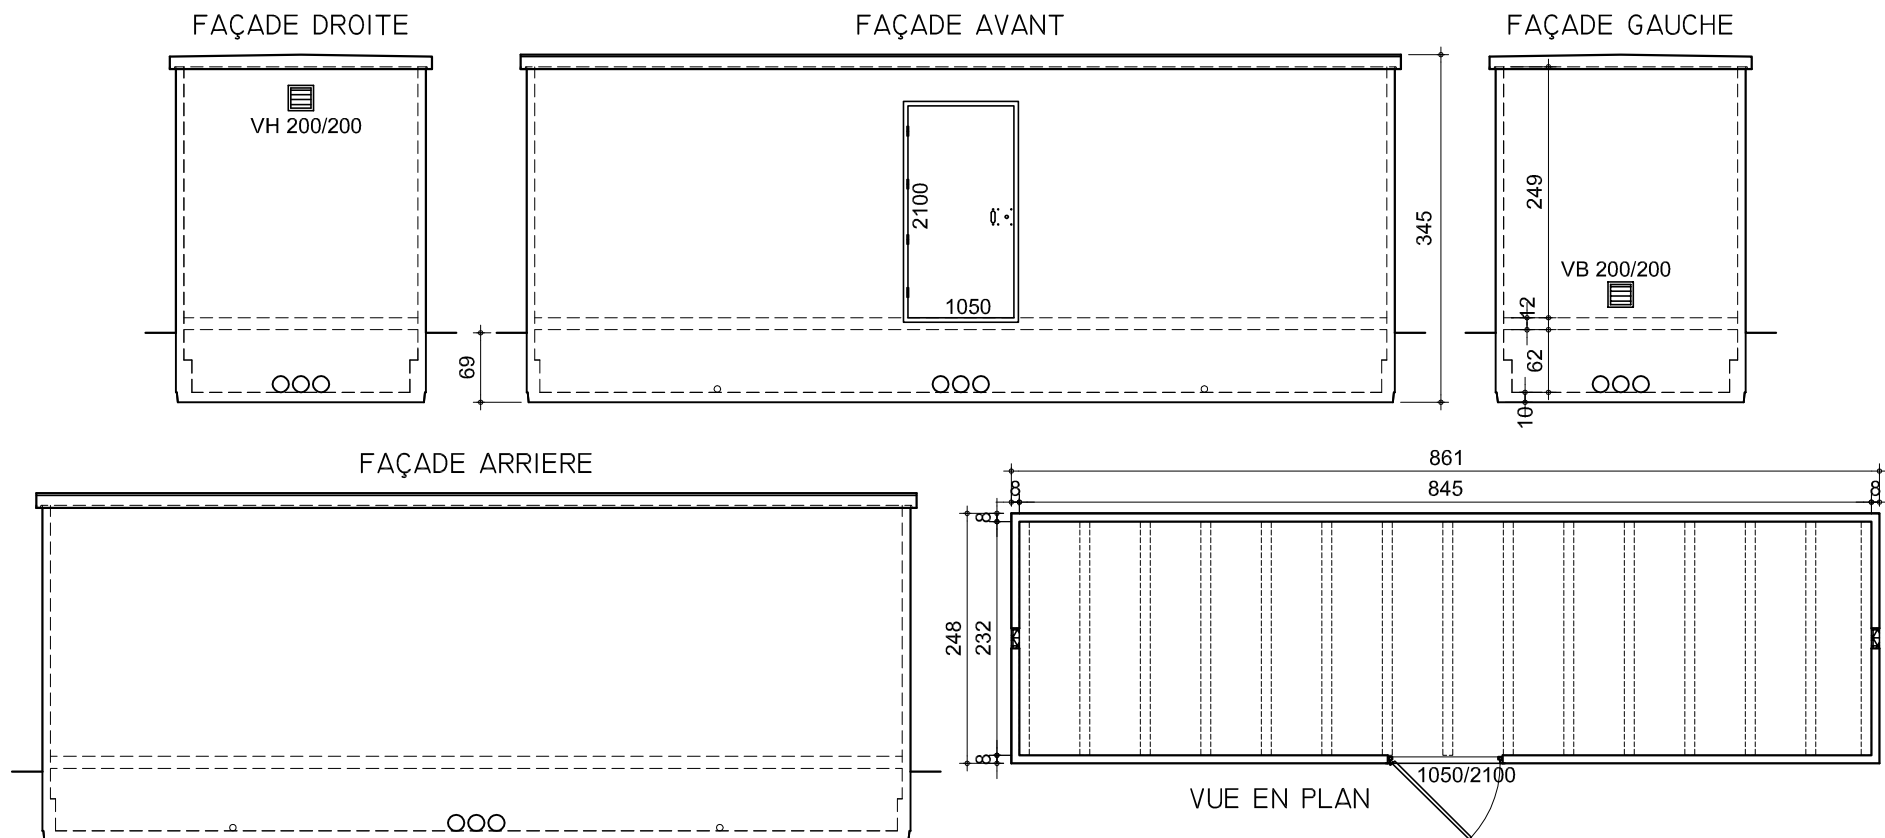 FAÇADE DROITE
FAÇADE AVANT
FAÇADE GAUCHE
VH 200/200
2100
1050
69
345
249
VB 200/200
12
62
10
FAÇADE ARRIERE
861
8
845
8
8
248
232
8
1050/2100
VUE EN PLAN